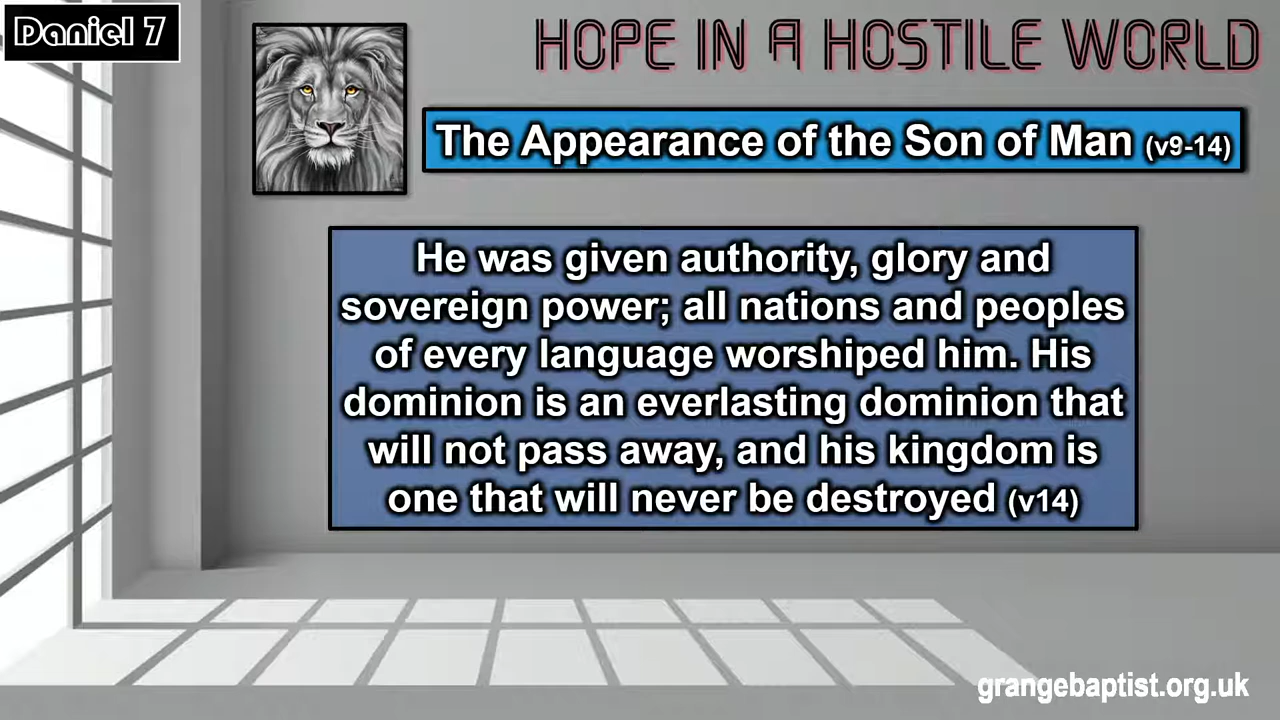 Daniel 7
HOPE IN A HOSTILE WORLD
The Appearance of the Son of Man (v9-14)
He was given authority, glory and
sovereign power; all nations and peoples
of every language worshiped him. His
dominion is an everlasting dominion that
will not pass away, and his kingdom is
one that will never be destroyed (v14)
grangebaptist.org.uk